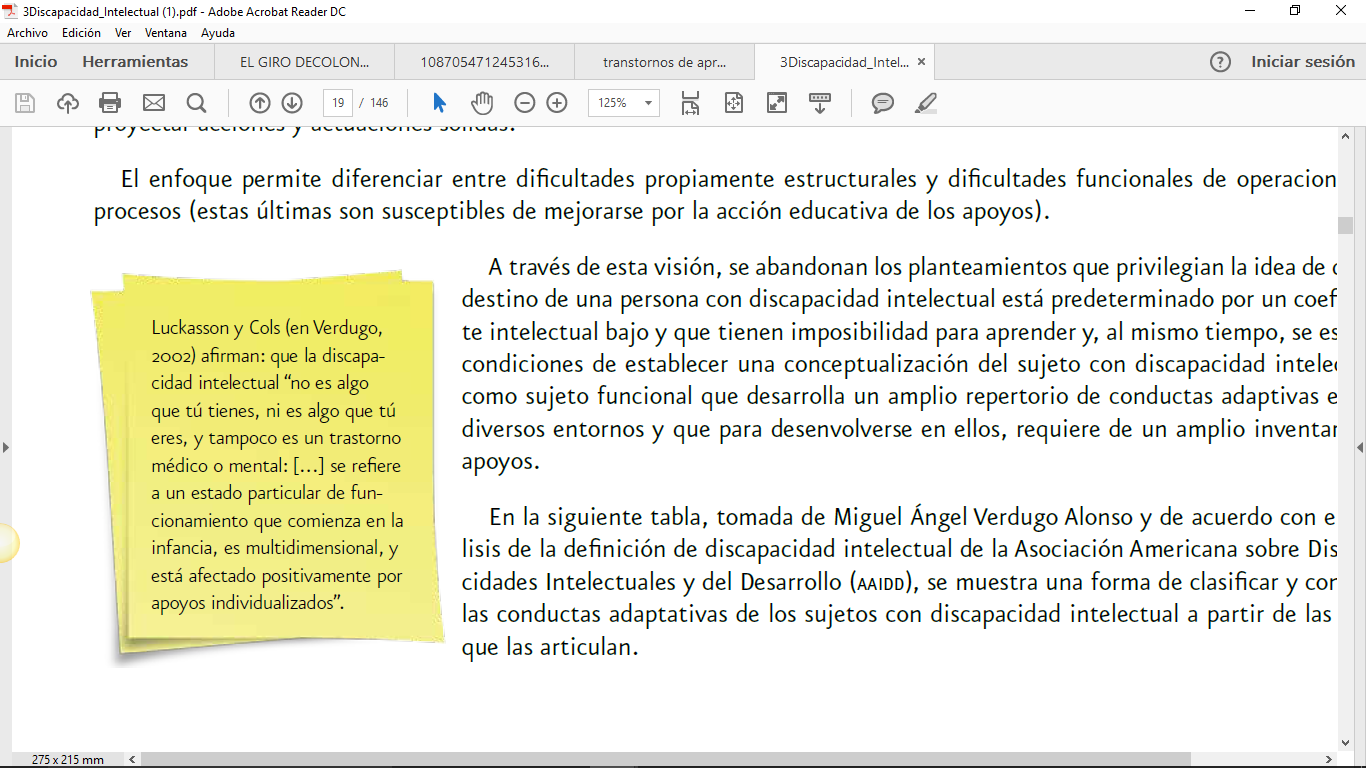 3Discapacidad_Intelectual (1).pdf - Adobe Acrobat Reader DC
Archivo Edición Ver Ventana Ayuda
Inicio Herramientas EL GIRO DECOLON... 108705471245316... transtornos de apr... 3Discapacidad_Intel... × Iniciar sesión
19 / 146 125%
proyectar acciones y actuaciones sólidas.
El enfoque permite diferenciar entre dificultades propiamente estructurales y dificultades funcionales de operacion
procesos (estas últimas son susceptibles de mejorarse por la acción educativa de los apoyos).
Luckasson y Cols (en Verdugo,
2002) afirman: que la discapa-
cidad intelectual “no es algo
que tú tienes, ni es algo que tú
eres, y tampoco es un trastorno
médico o mental: [...] se refiere
a un estado particular de fun-
cionamiento que comienza en la
infancia, es multidimensional, y
está afectado positivamente por
apoyos individualizados”.
A través de esta visión, se abandonan los planteamientos que privilegian la idea de
destino de una persona con discapacidad intelectual está predeterminado por un coef
te intelectual bajo y que tienen imposibilidad para aprender y, al mismo tiempo, se es
condiciones de establecer una conceptualización del sujeto con discapacidad intele
como sujeto funcional que desarrolla un amplio repertorio de conductas adaptivas e
diversos entornos y que para desenvolverse en ellos, requiere de un amplio inventar
apoyos.
En la siguiente tabla, tomada de Miguel Ángel Verdugo Alonso y de acuerdo con e
lisis de la definición de discapacidad intelectual de la Asociación Americana sobre Dis
cidades Intelectuales y del Desarrollo (AAIDD), se muestra una forma de clasificar y con
las conductas adaptativas de los sujetos con discapacidad intelectual a partir de las
que las articulan.
275 x 215 mm